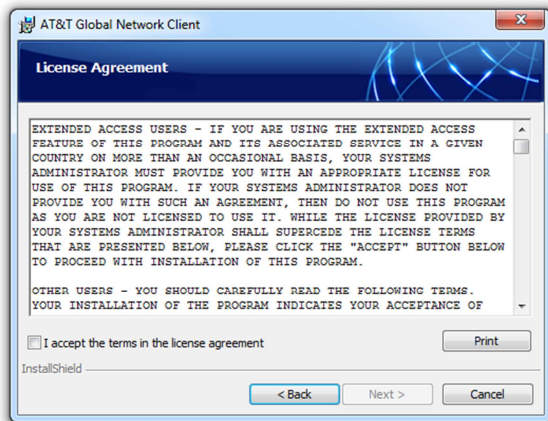 AT&T Global Network Client
License Agreement
EXTENDED ACCESS USERS - IF YOU ARE USING THE EXTENDED ACCESS
FEATURE OF THIS PROGRAM AND ITS ASSOCIATED SERVICE IN A GIVEN
COUNTRY ON MORE THAN AN OCCASIONAL BASIS, YOUR SYSTEMS
ADMINISTRATOR MUST PROVIDE YOU WITH AN APPROPRIATE LICENSE FOR
USE OF THIS PROGRAM. IF YOUR SYSTEMS ADMINISTRATOR DOES NOT
PROVIDE YOU WITH SUCH AN AGREEMENT, THEN DO NOT USE THIS PROGRAM
AS YOU ARE NOT LICENSED TO USE IT. WHILE THE LICENSE PROVIDED BY
YOUR SYSTEMS ADMINISTRATOR SHALL SUPERCEDE THE LICENSE TERMS
THAT ARE PRESENTED BELOW, PLEASE CLICK THE "ACCEPT" BUTTON BELOW
TO PROCEED WITH INSTALLATION OF THIS PROGRAM.
OTHER USERS - YOU SHOULD CAREFULLY READ THE FOLLOWING TERMS.
YOUR INSTALLATION OF THE PROGRAM INDICATES YOUR ACCEPTANCE OF
I accept the terms in the license agreement
Print
InstallShield
< Back
Next >
Cancel